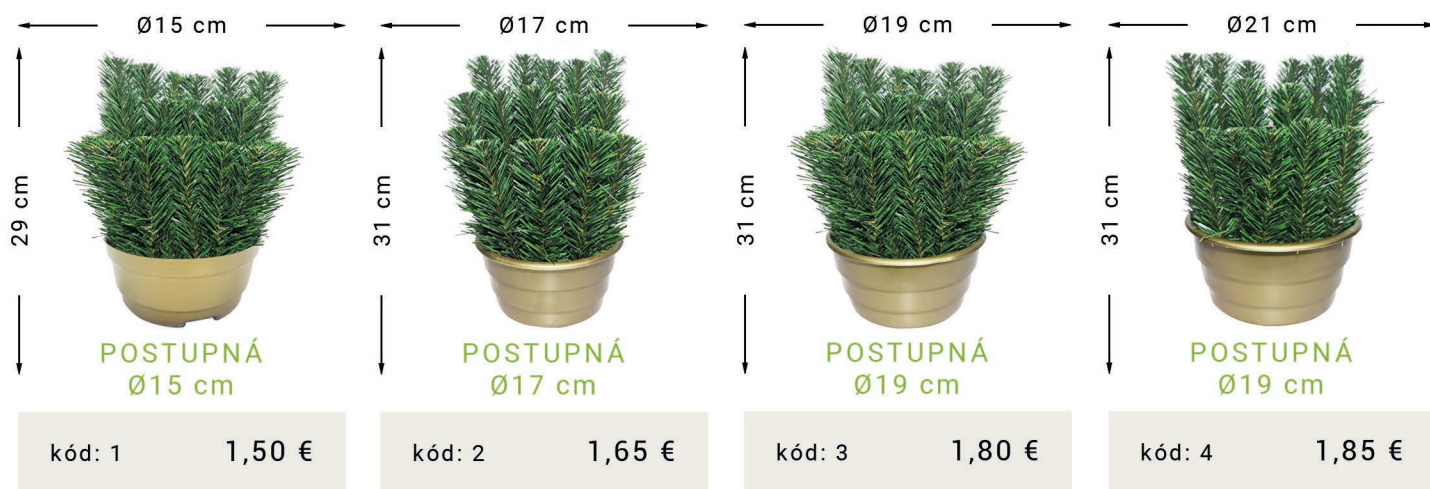 Ø15 cm
29 cm
POSTUPNÁ
Ø15 cm
kód: 1 1,50 €
Ø17 cm
31 cm
POSTUPNÁ
Ø17 cm
kód: 2 1,65 €
Ø19 cm
31 cm
POSTUPNÁ
Ø19 cm
kód: 3 1,80 €
Ø21 cm
31 cm
POSTUPNÁ
Ø19 cm
kód: 4 1,85 €